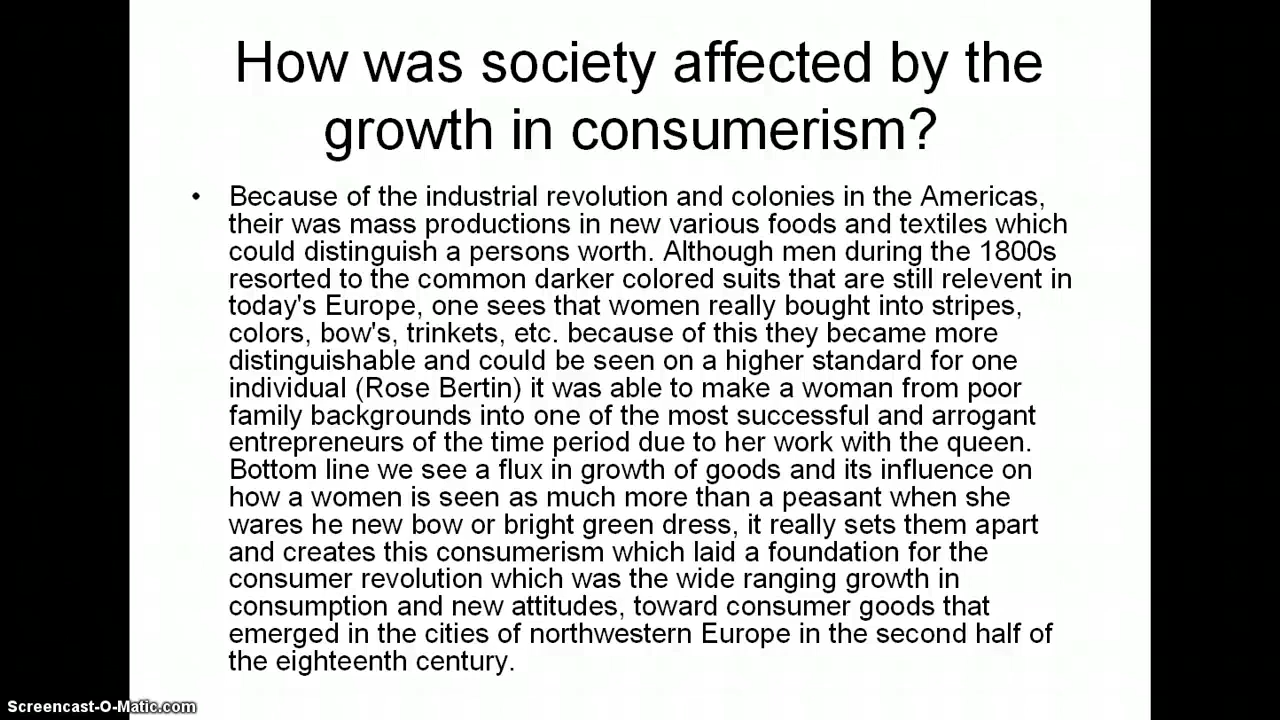 How was society affected by the
growth in consumerism?
• Because of the industrial revolution and colonies in the Americas,
their was mass productions in new various foods and textiles which
could distinguish a persons worth. Although men during the 1800s
resorted to the common darker colored suits that are still relevent in
today's Europe, one sees that women really bought into stripes,
colors, bow's, trinkets, etc. because of this they became more
distinguishable and could be seen on a higher standard for one
individual (Rose Bertin) it was able to make a woman from poor
family backgrounds into one of the most successful and arrogant
entrepreneurs of the time period due to her work with the queen.
Bottom line we see a flux in growth of goods and its influence on
how a women is seen as much more than a peasant when she
wares he new bow or bright green dress, it really sets them apart
and creates this consumerism which laid a foundation for the
consumer revolution which was the wide ranging growth in
consumption and new attitudes, toward consumer goods that
emerged in the cities of northwestern Europe in the second half of
the eighteenth century.
Screencast-O-Matic.com